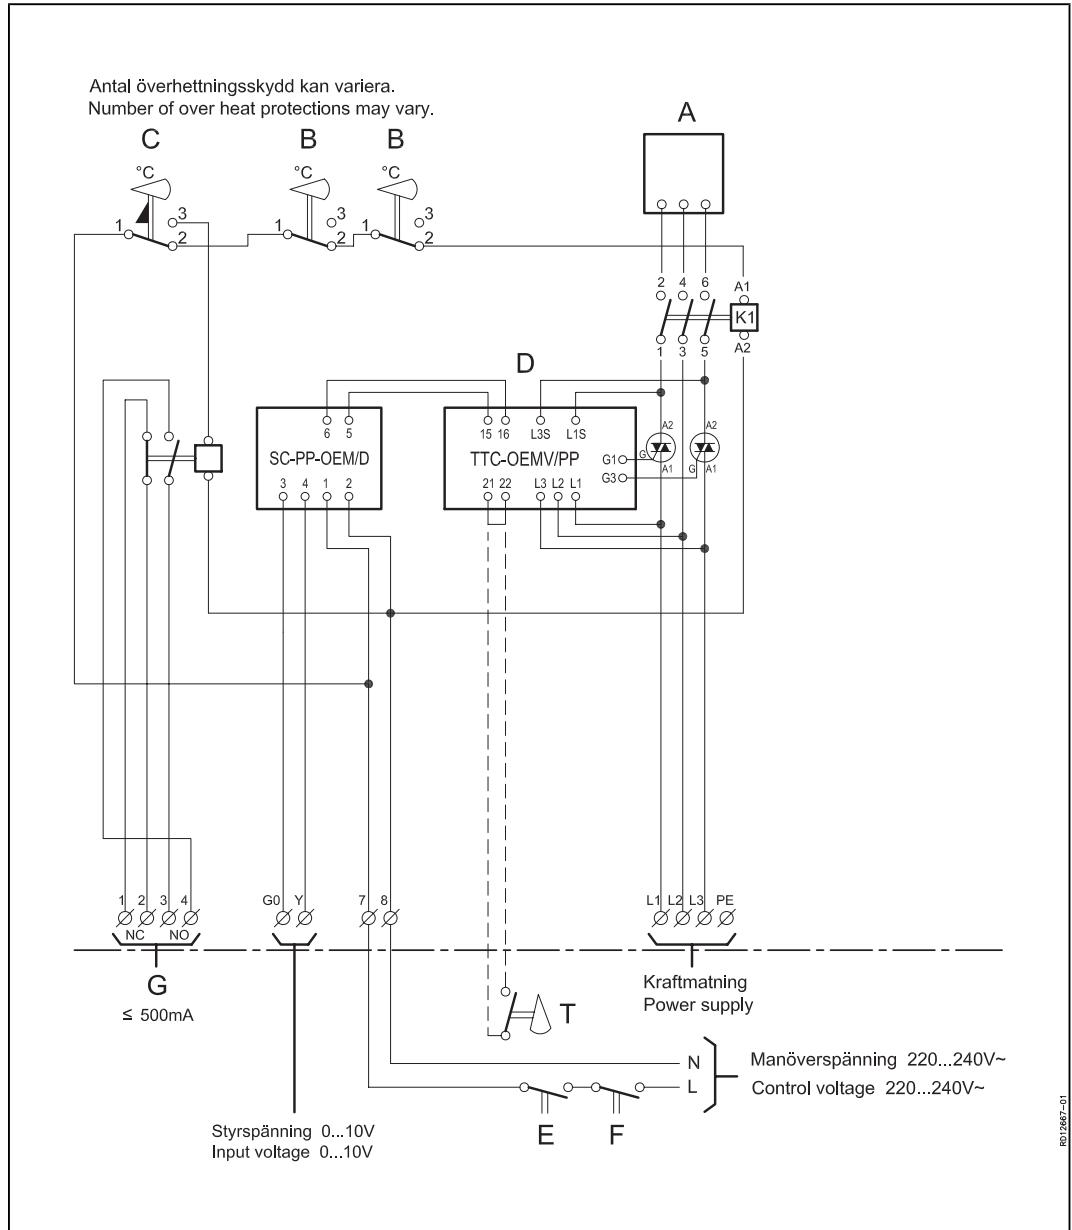 Antal överhettningsskydd kan variera.
Number of over heat protections may vary.
C B B A
°C °C °C
1 3 2 1 3 2 1 3 2
2 4 6 A1
K1
1 3 5 A2
D
6 5 15 16 L3S L1S A2 A2
SC-PP-OEM/D TTC-OEMV/PP G1 G
G3 G
A1 A1
3 4 1 2 21 22 L3 L2 L1
1 2 3 4 G0 Y 7 8 L1 L2 L3 PE
NC NO
G
≤ 500mA
Kraftmatning
Power supply
T
N
L
Manöverspänning 220...240V~
Control voltage 220...240V~
E F
Styrspänning 0...10V
Input voltage 0...10V
RD12667-01